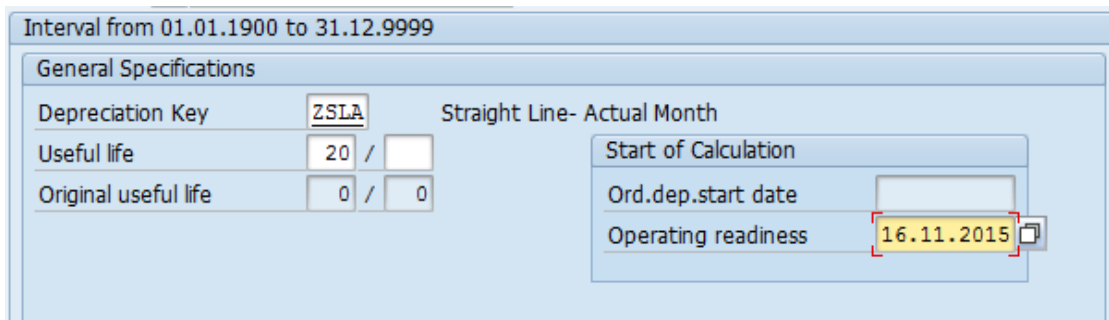 Interval from 01.01.1900 to 31.12.9999
General Specifications
Depreciation Key ZSLA Straight Line- Actual Month
Useful life 20 /
Original useful life 0 / 0
Start of Calculation
Ord.dep.start date
Operating readiness 16.11.2015